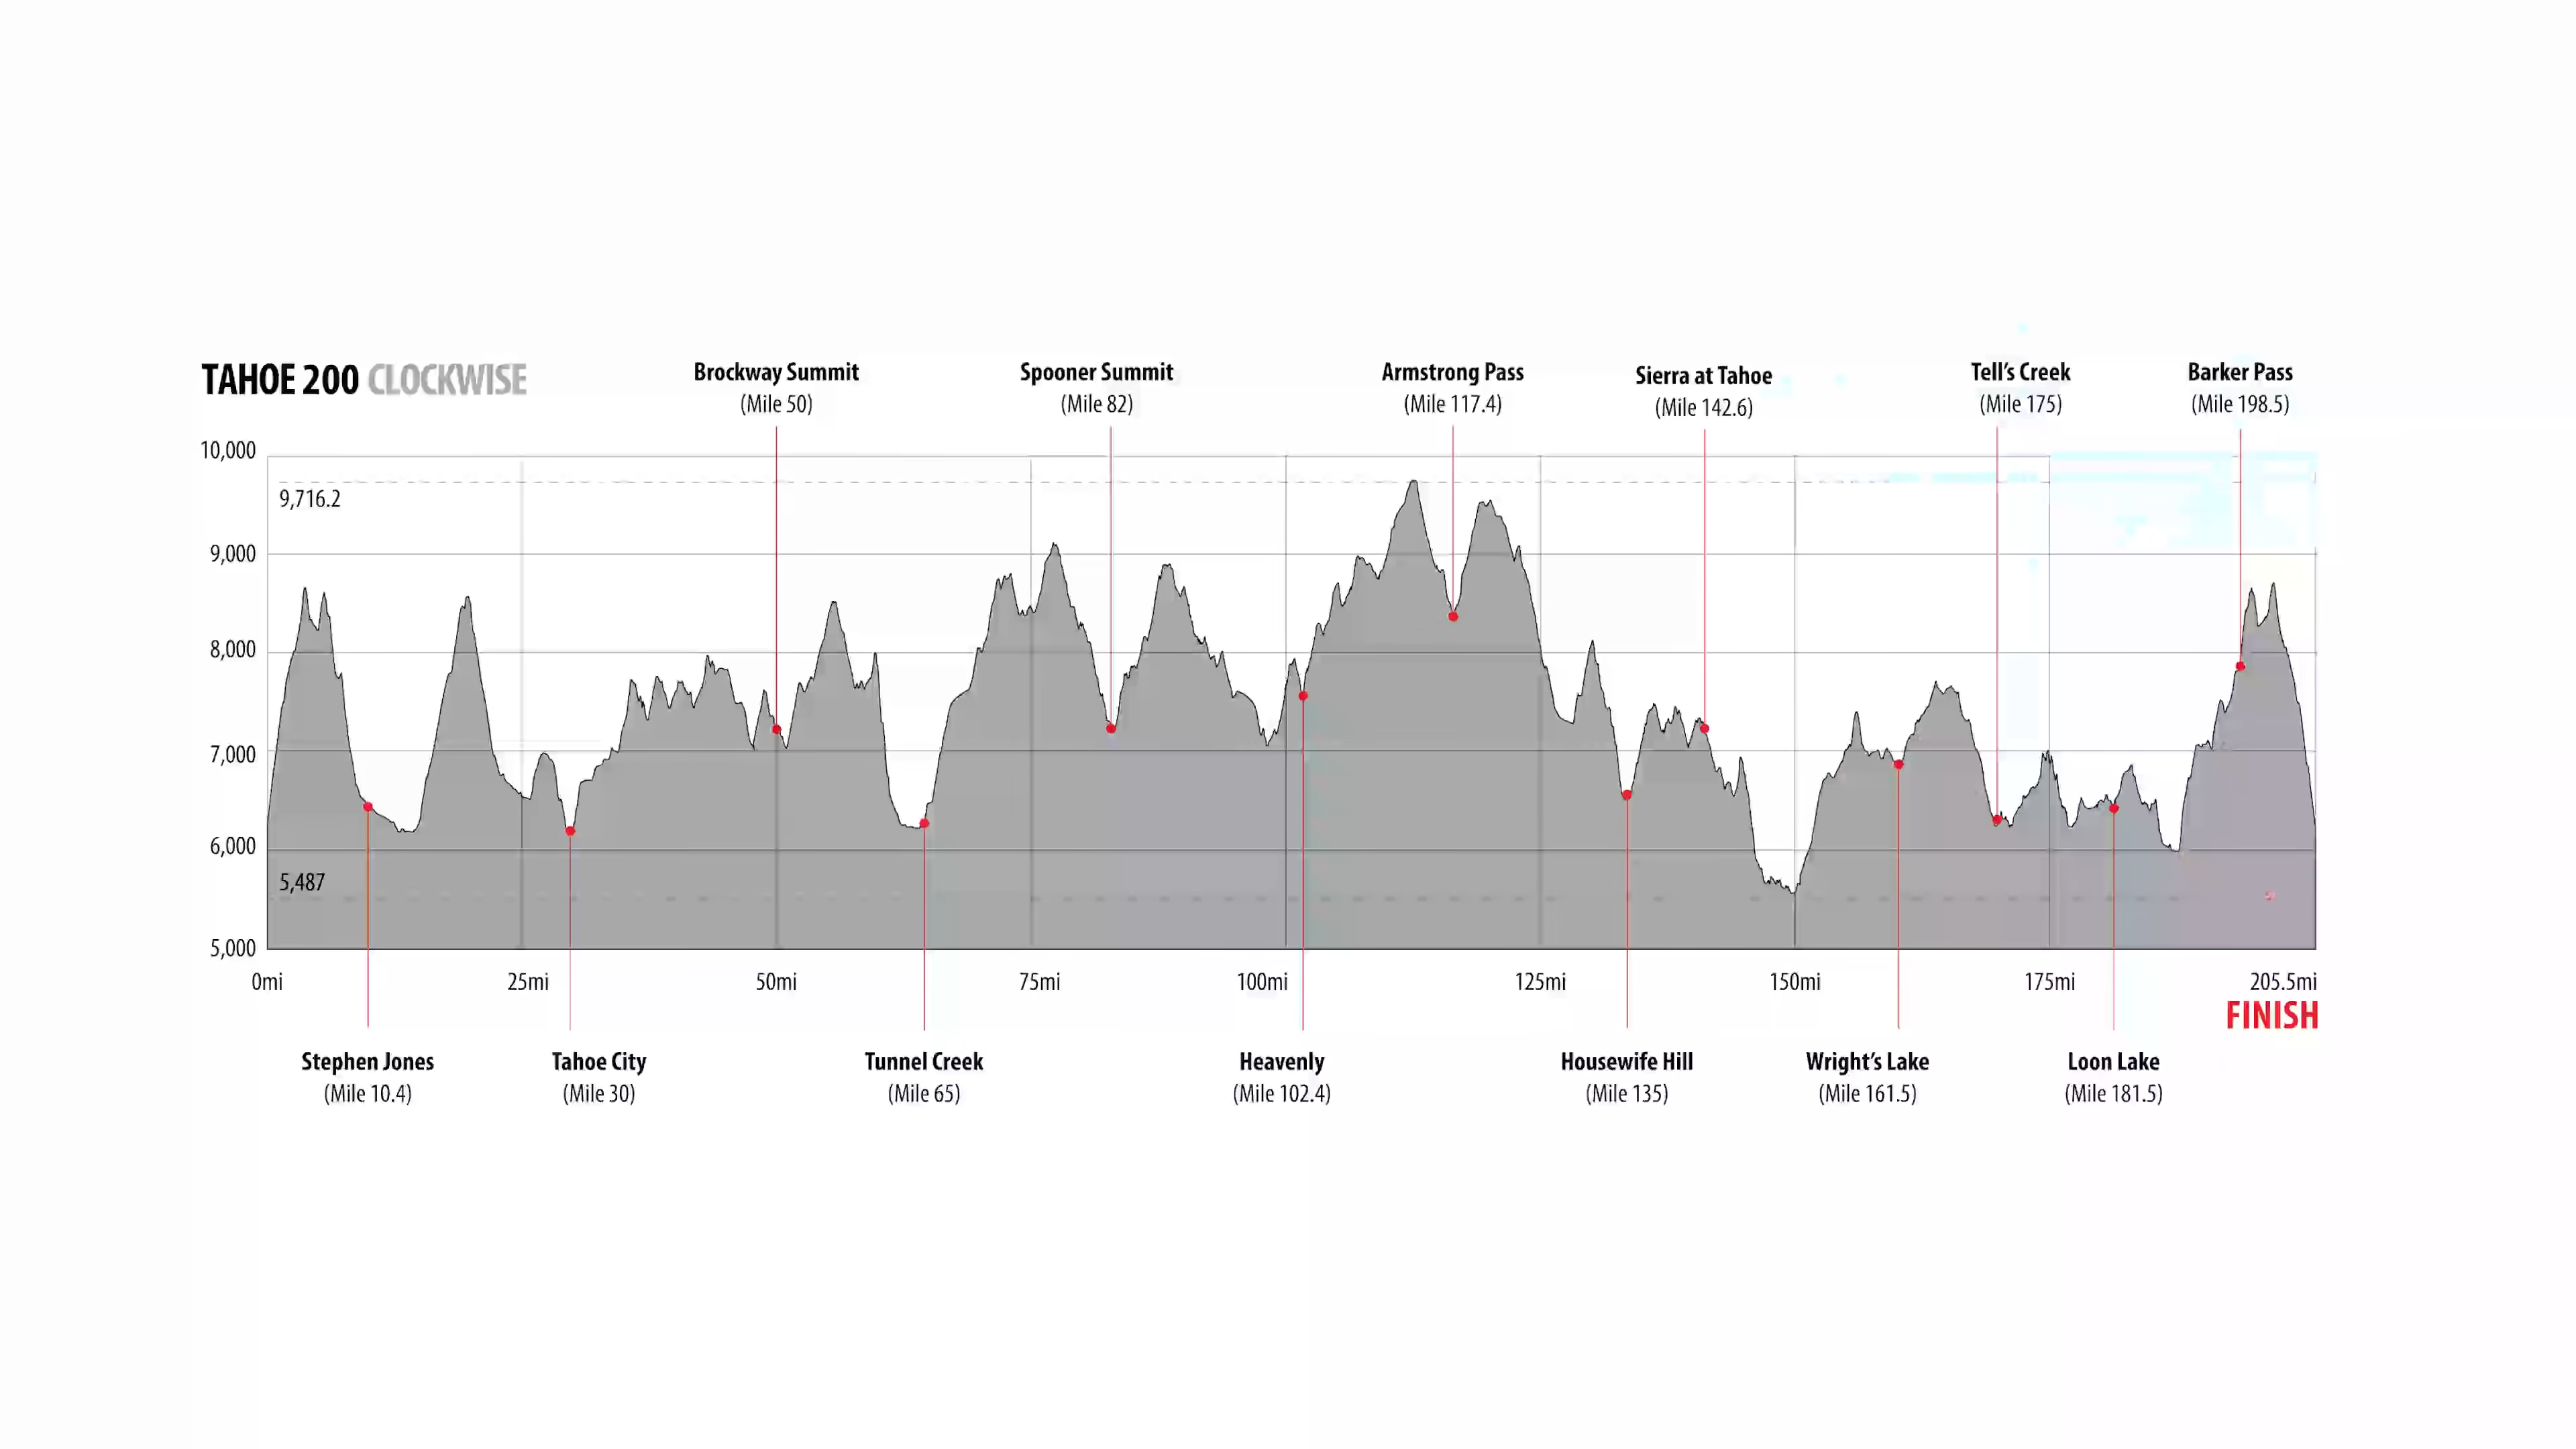 TAHOE 200 CLOCKWISE
Brockway Summit
(Mile 50)
Spooner Summit
(Mile 82)
Armstrong Pass
(Mile 117.4)
Sierra at Tahoe
(Mile 142.6)
Tell's Creek
(Mile 175)
Barker Pass
(Mile 198.5)
10,000
9,716.2
9,000
8,000
7,000
6,000
5,487
5,000
0mi
25mi
50mi
75mi
100mi
125mi
150mi
175mi
205.5mi
FINISH
Stephen Jones
(Mile 10.4)
Tahoe City
(Mile 30)
Tunnel Creek
(Mile 65)
Heavenly
(Mile 102.4)
Housewife Hill
(Mile 135)
Wright's Lake
(Mile 161.5)
Loon Lake
(Mile 181.5)